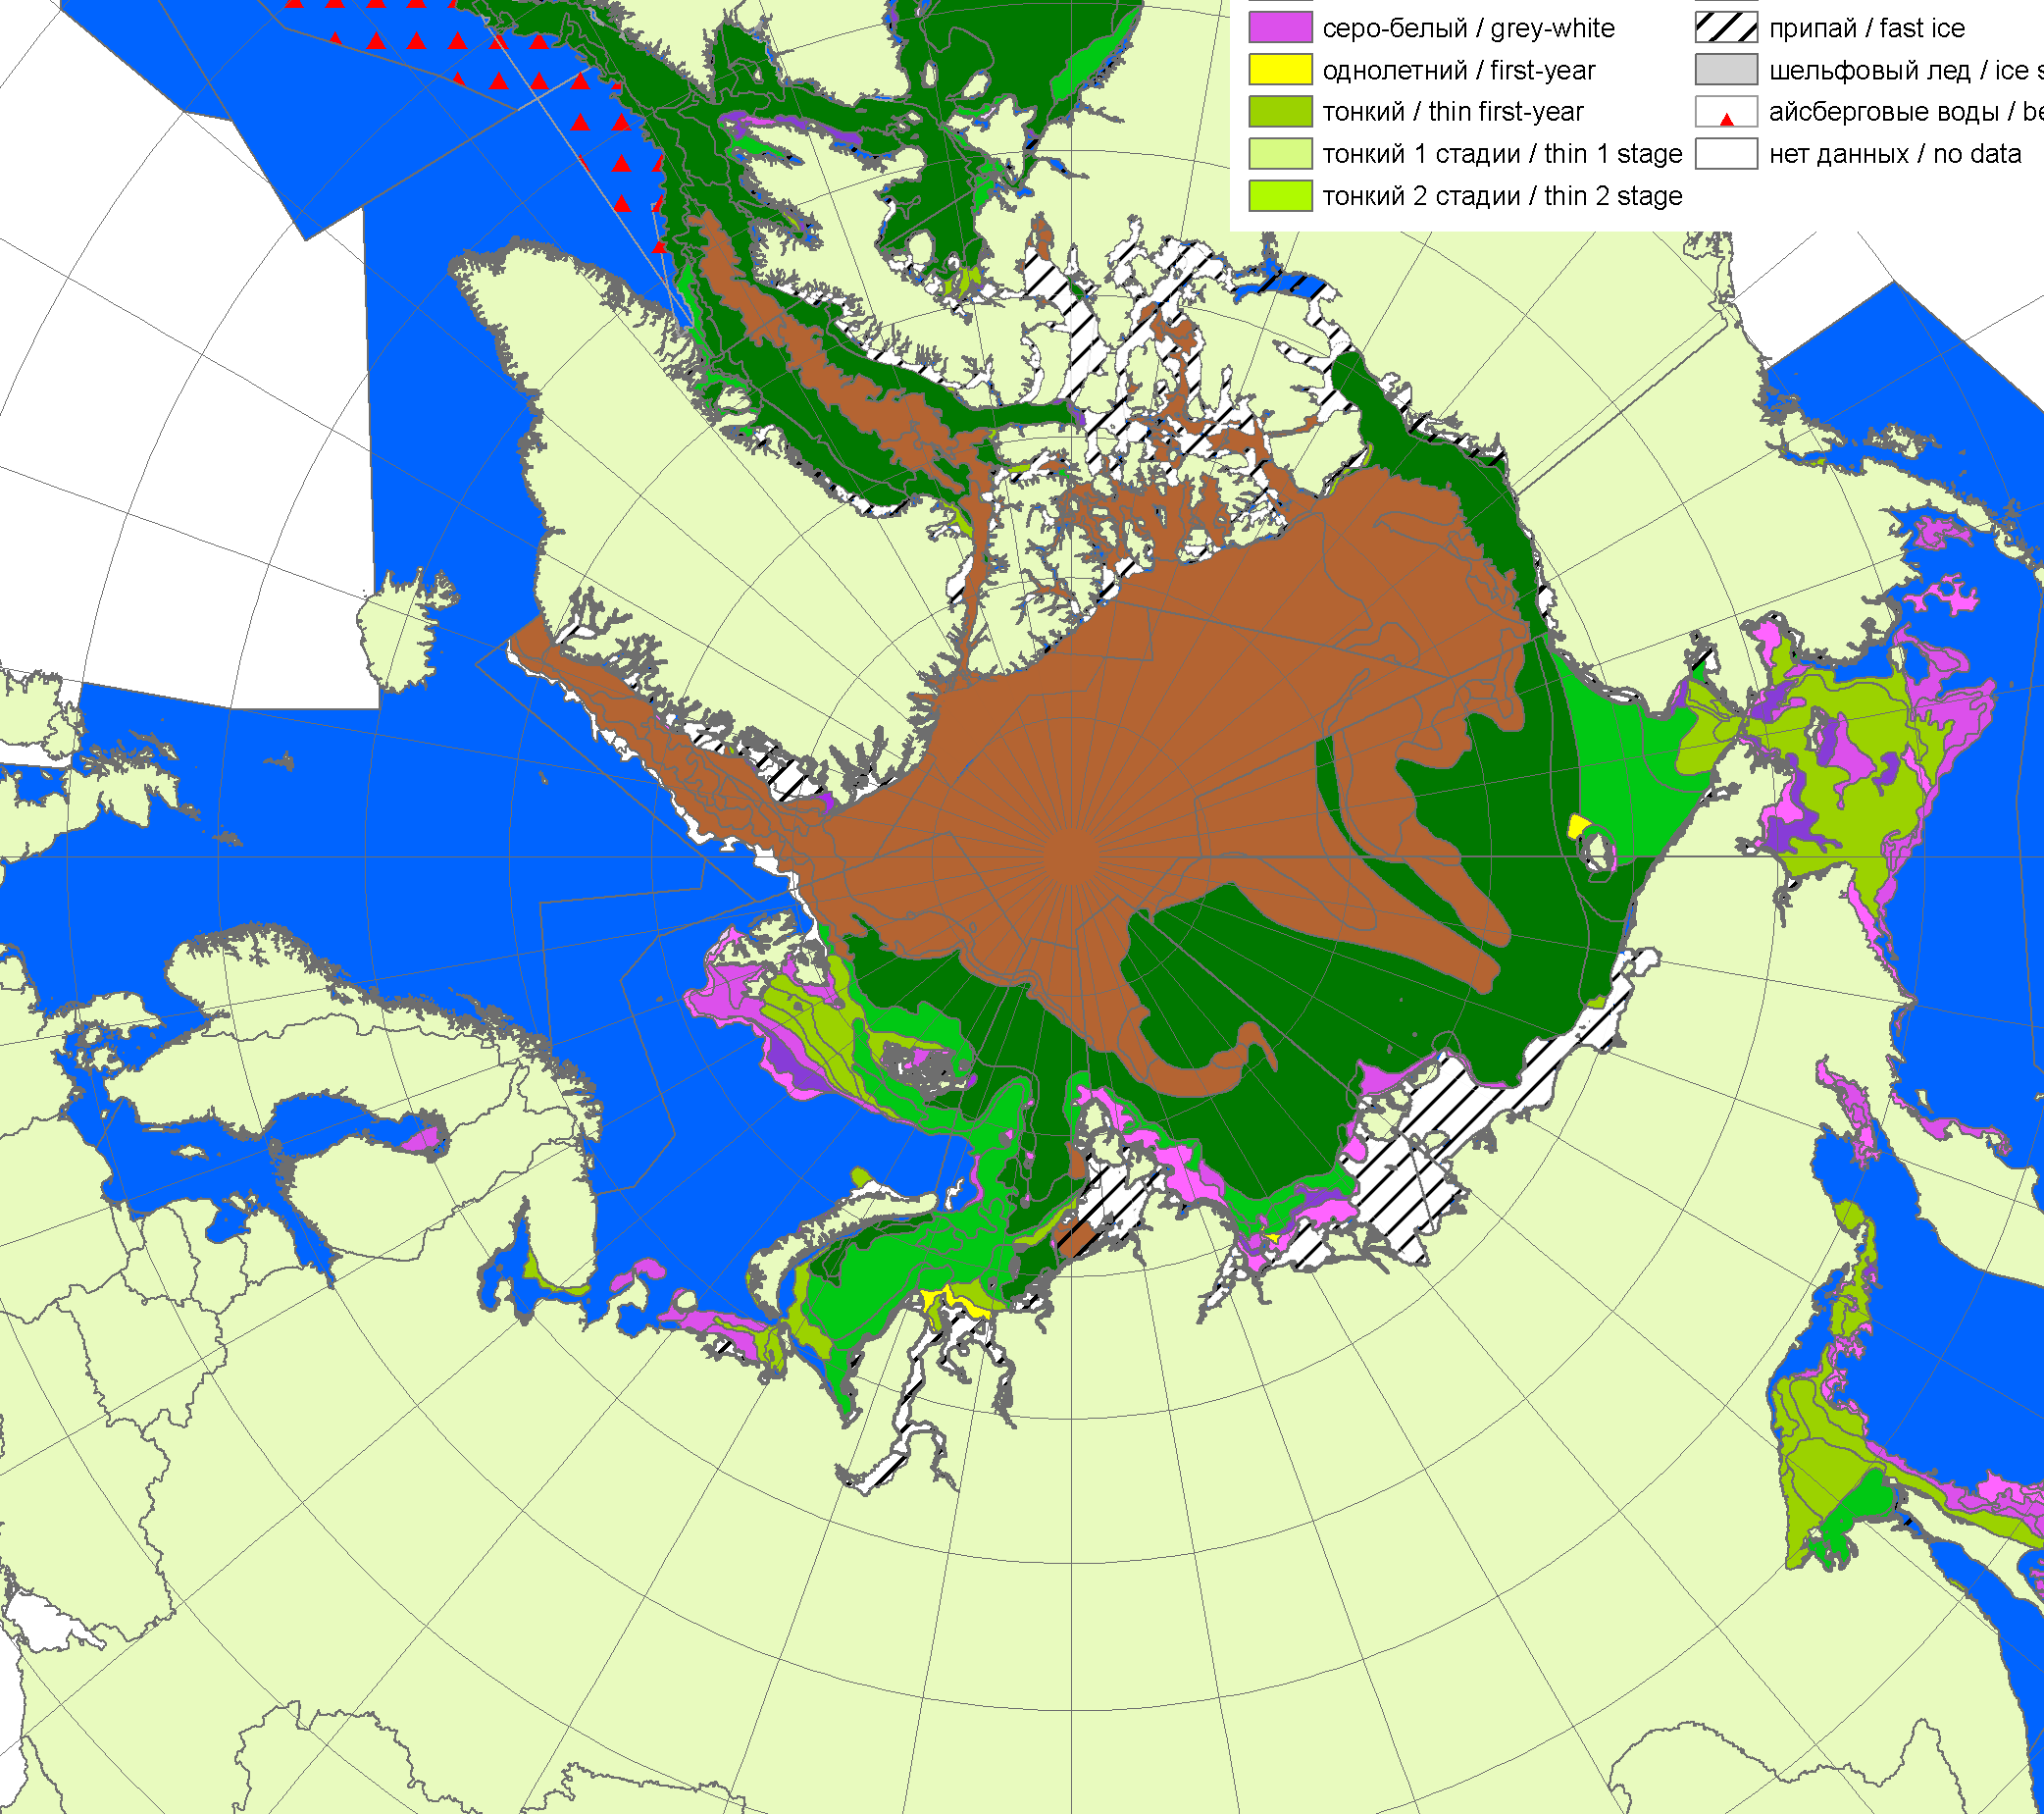 серо-белый / grey-white
однолетний / first-year
тонкий / thin first-year
тонкий 1 стадии / thin 1 stage
тонкий 2 стадии / thin 2 stage
припай / fast ice
шельфовый лед / ice
айсберговые воды /
нет данных / no data